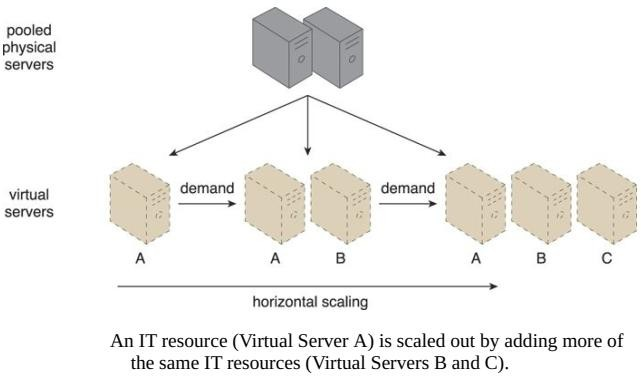 pooled
physical
servers
virtual
servers
demand
demand
A
A
B
A
B
C
horizontal scaling
An IT resource (Virtual Server A) is scaled out by adding more of
the same IT resources (Virtual Servers B and C).